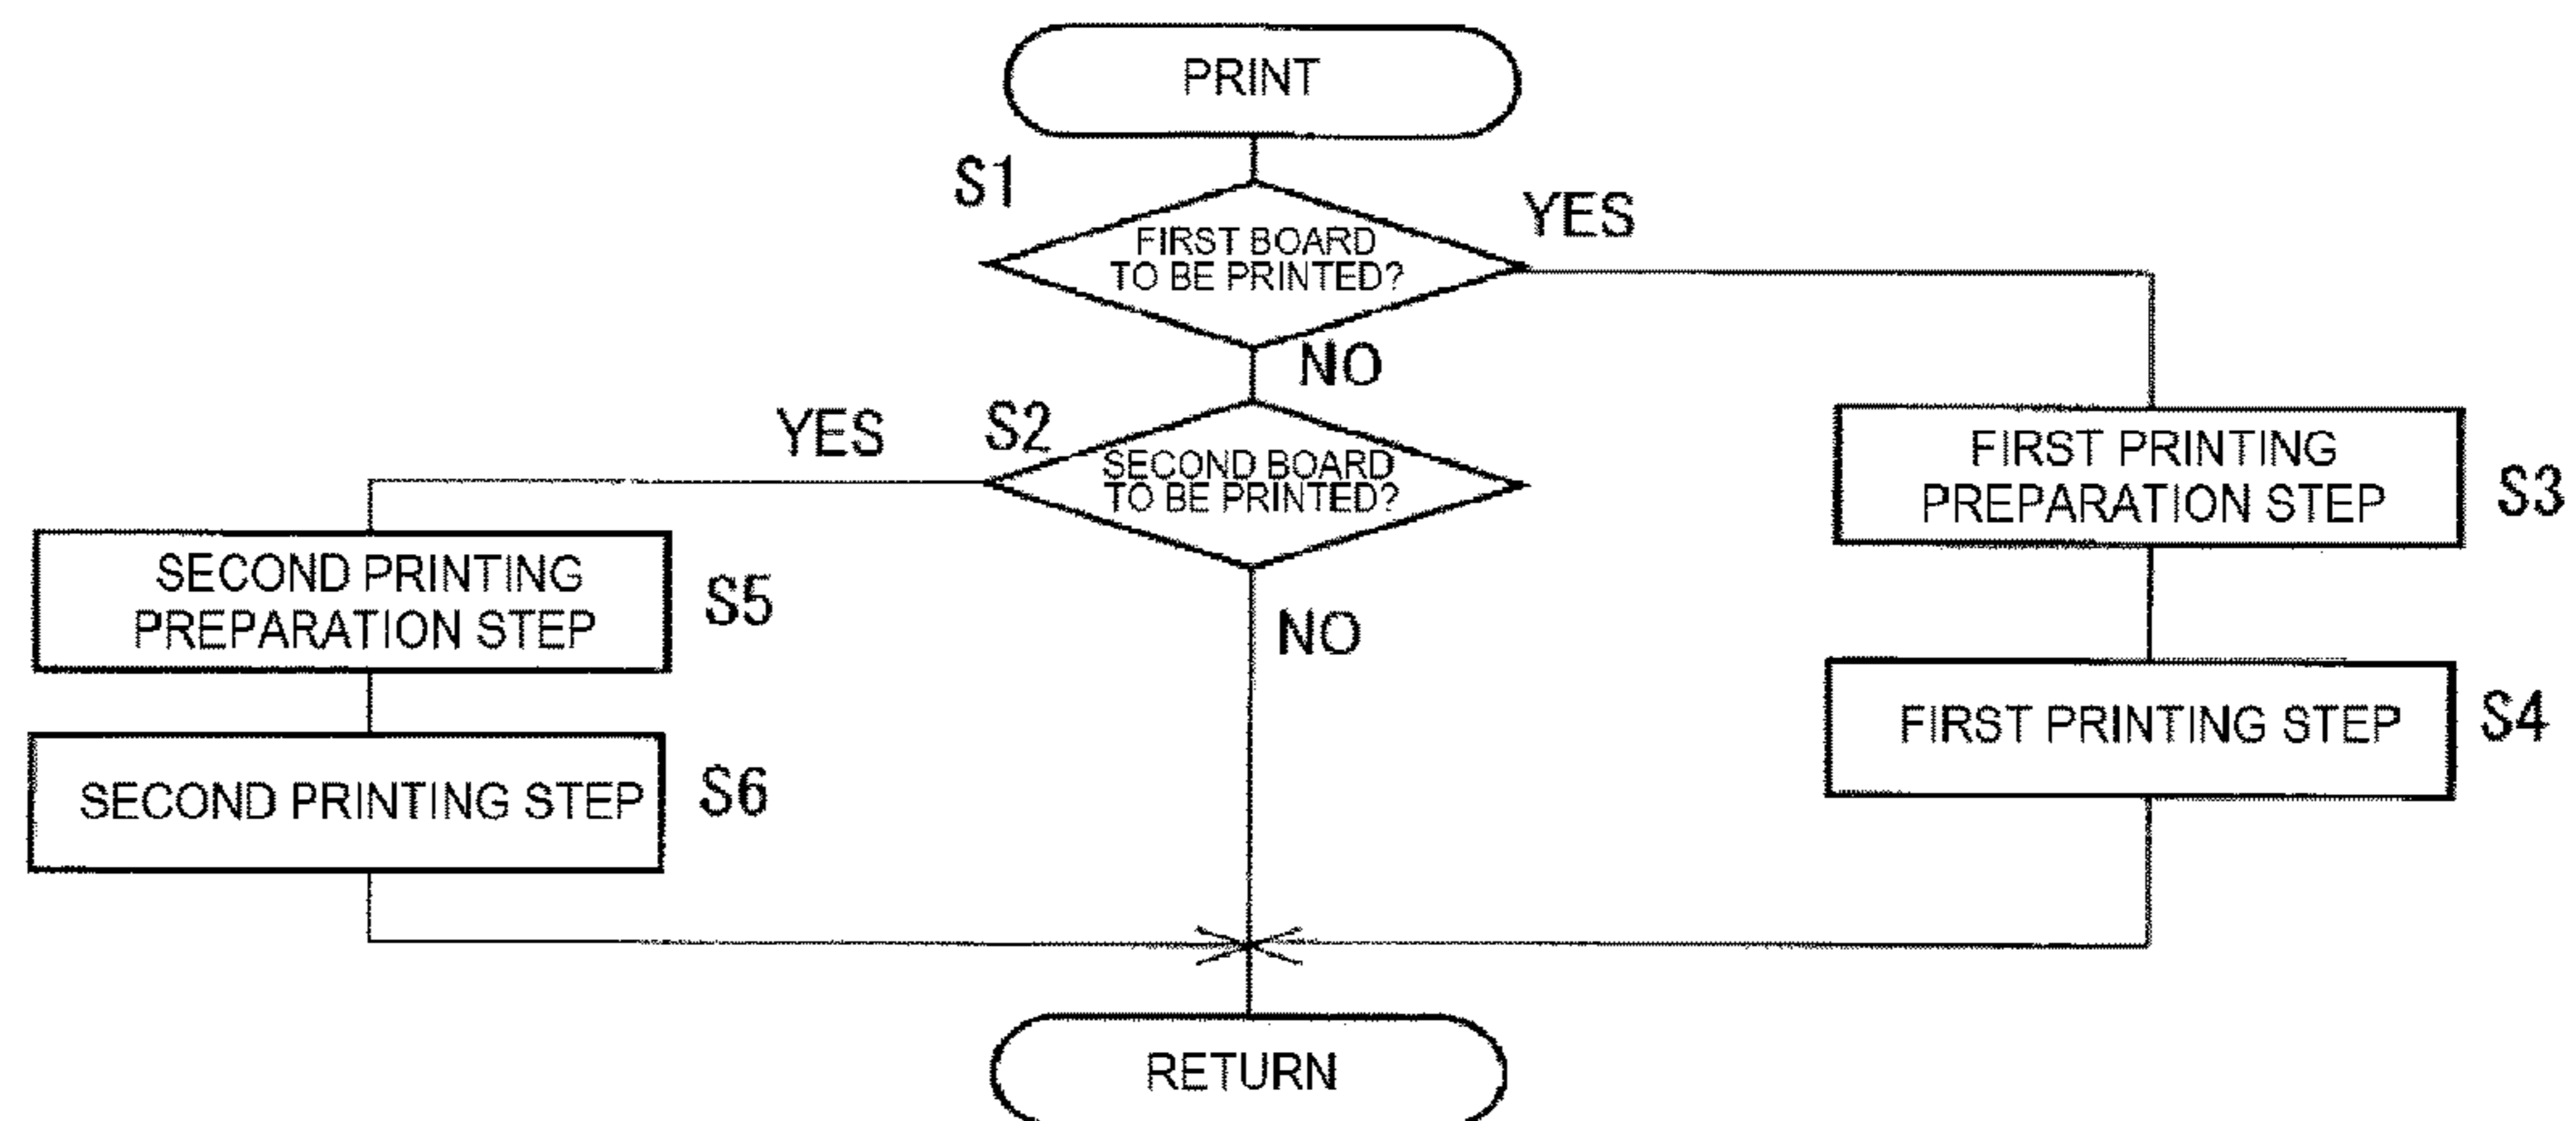 PRINT
S1
FIRST BOARD
TO BE PRINTED?
YES
NO
S2
SECOND BOARD
TO BE PRINTED?
YES
NO
FIRST PRINTING
PREPARATION STEP
S3
FIRST PRINTING STEP
S4
SECOND PRINTING
PREPARATION STEP
S5
SECOND PRINTING STEP
S6
RETURN